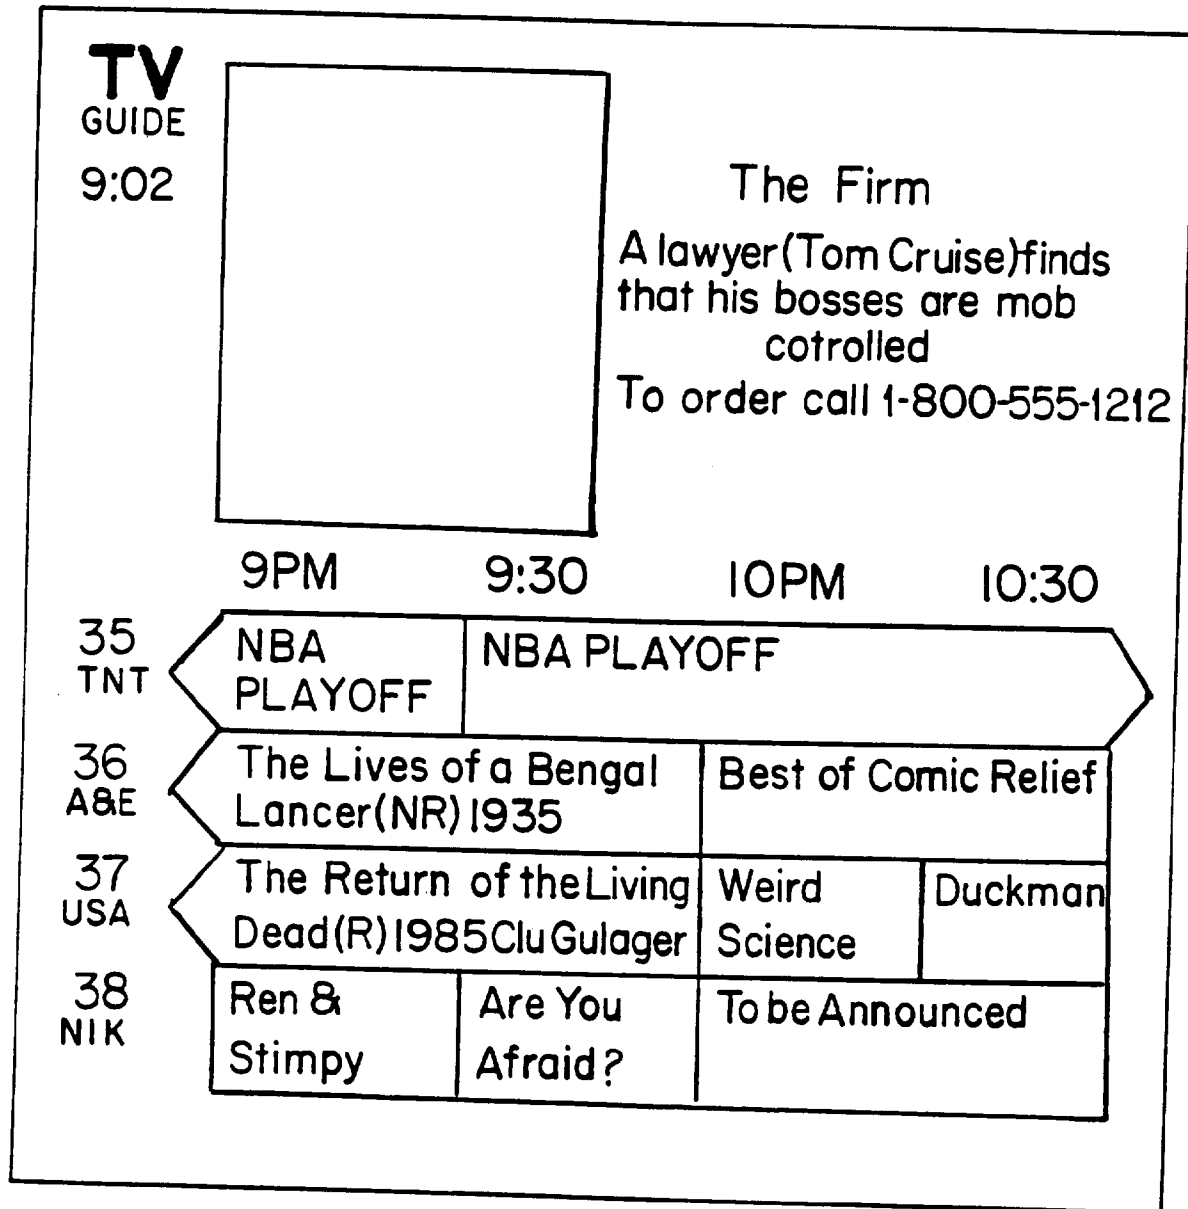 TV
GUIDE
9:02
The Firm
A lawyer(Tom Cruise)finds
that his bosses are mob
cotrolled
To order call 1-800-555-1212
9PM 9:30 10PM 10:30
35
TNT
NBA
PLAYOFF
NBA PLAYOFF
36
A&E
The Lives of a Bengal
Lancer(NR) 1935
Best of Comic Relief
37
USA
The Return of the Living
Dead(R) 1985 Clu Gulager
Weird
Science
Duckman
38
NIK
Ren &
Stimpy
Are You
Afraid?
To be Announced